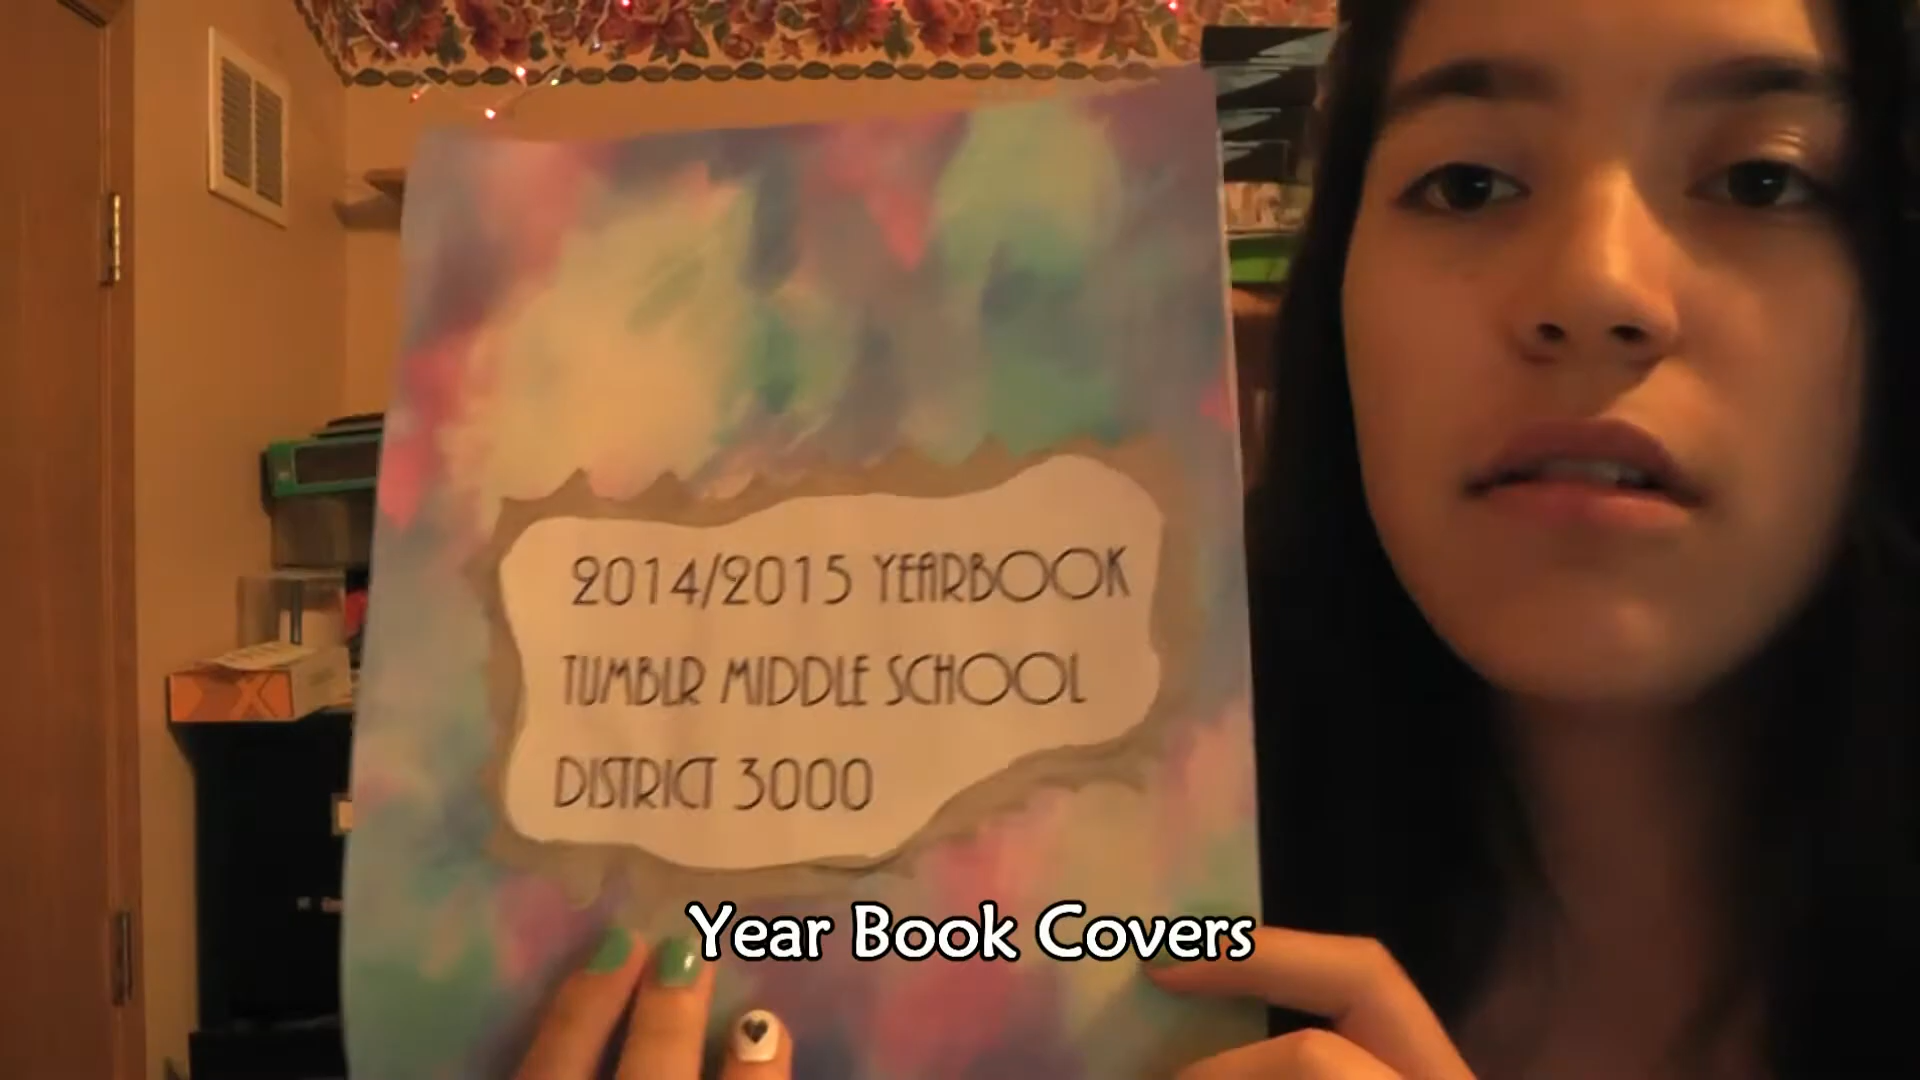 2014/2015 YEARBOOK
TUMBLR MIDDLE SCHOOL
DISTRICT 3000
Year Book Covers